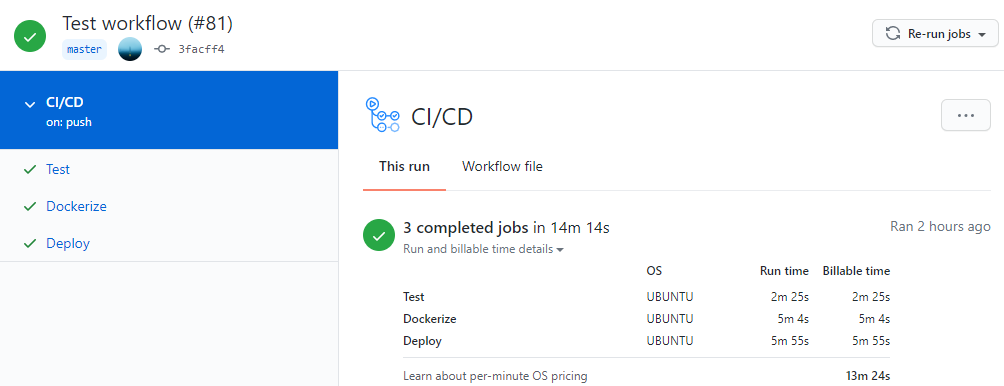 Test workflow (#81)
master 3facff4
Re-run jobs
CI/CD
on: push
Test
Dockerize
Deploy
CI/CD
This run Workflow file
3 completed jobs in 14m 14s
Ran 2 hours ago
Run and billable time details
OS Run time Billable time
Test UBUNTU 2m 25s 2m 25s
Dockerize UBUNTU 5m 4s 5m 4s
Deploy UBUNTU 5m 55s 5m 55s
Learn about per-minute OS pricing 13m 24s